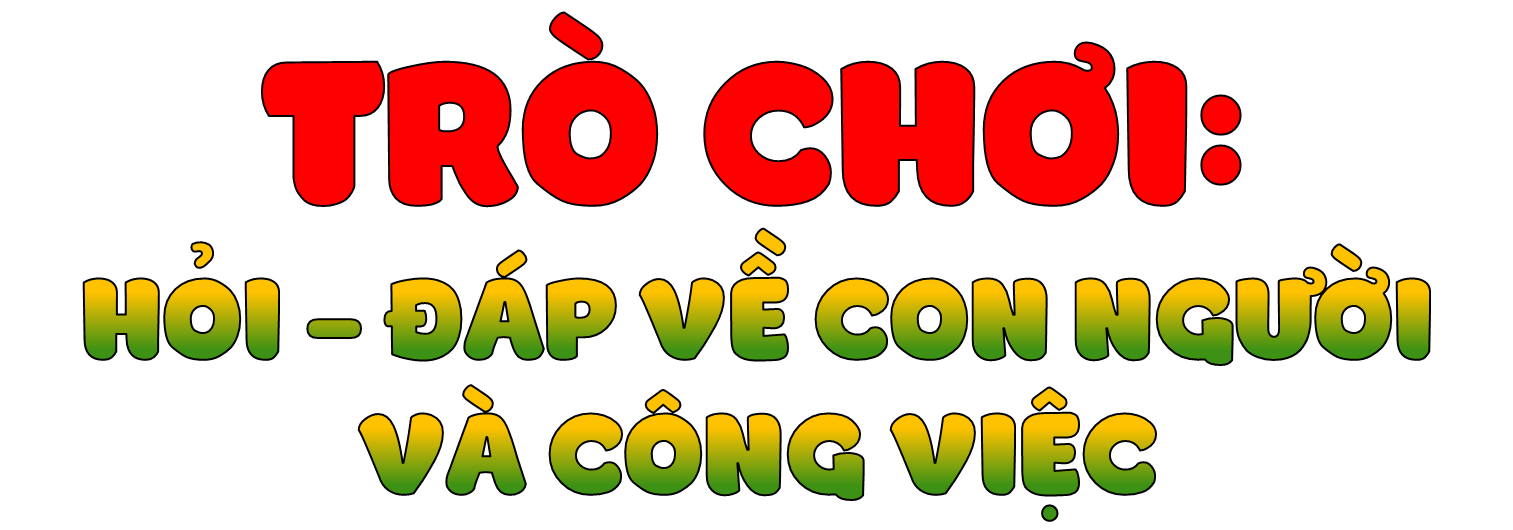 TRÒ CHƠI:
HỎI – ĐÁP VỀ CON NGƯỜI
VÀ CÔNG VIỆC